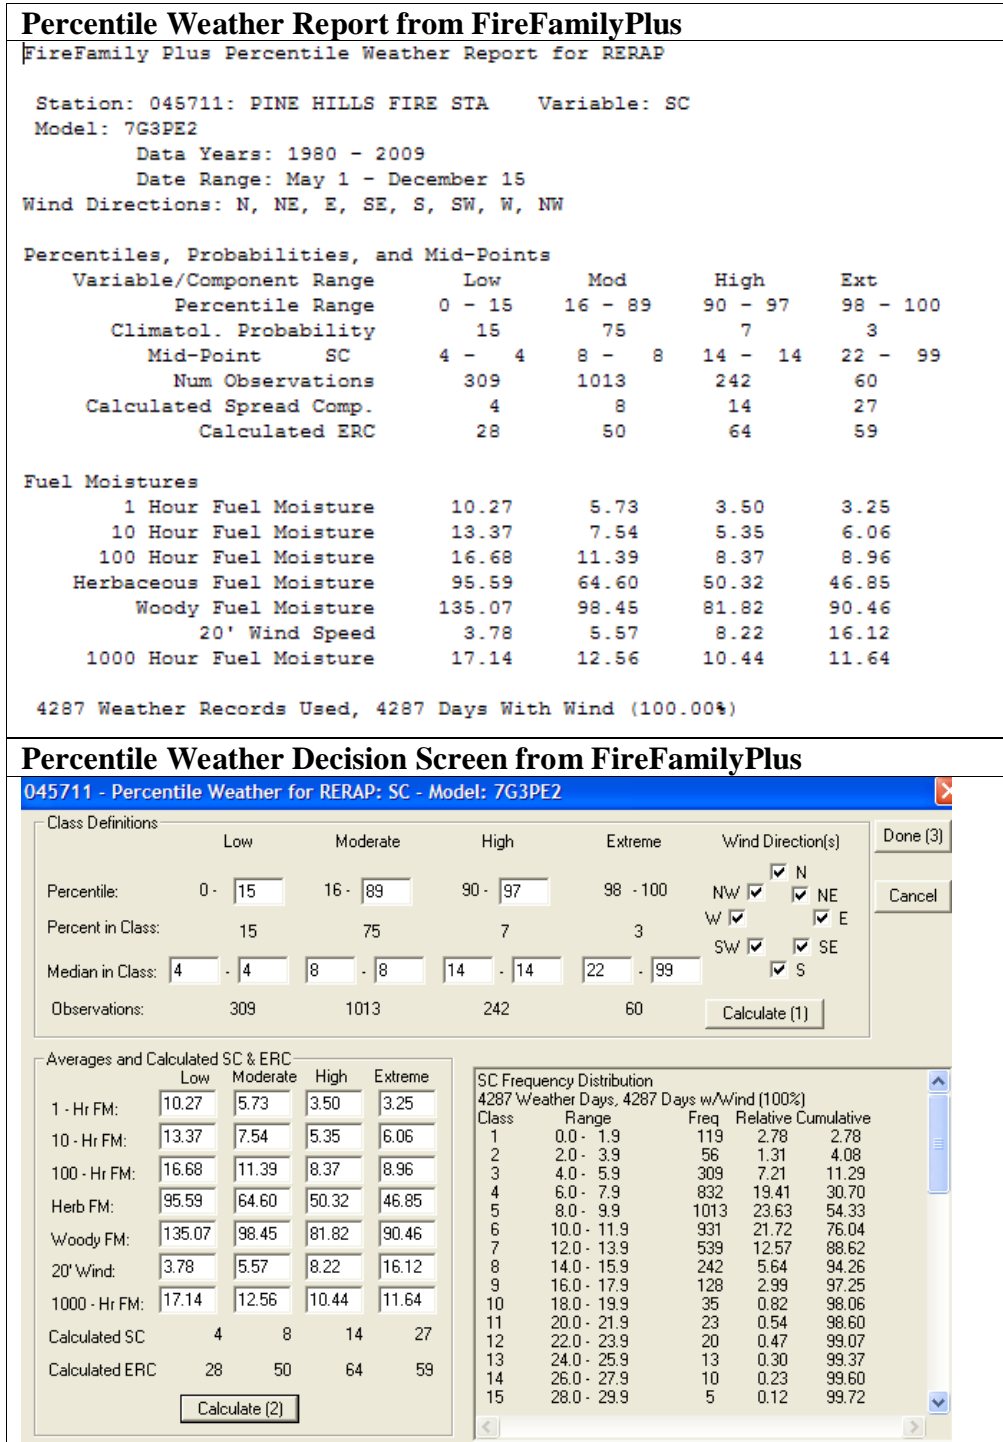 Percentile Weather Report from FireFamilyPlus
FireFamily Plus Percentile Weather Report for RERAP
Station: 045711: PINE HILLS FIRE STA Variable: SC
Model: 7G3PE2
Data Years: 1980 - 2009
Date Range: May 1 - December 15
Wind Directions: N, NE, E, SE, S, SW, W, NW
Percentiles, Probabilities, and Mid-Points
Variable/Component Range Low Mod High Ext
Percentile Range 0 - 15 16 - 89 90 - 97 98 - 100
Climatol. Probability 15 75 7 3
Mid-Point SC 4 - 4 8 - 8 14 - 14 22 - 99
Num Observations 309 1013 242 60
Calculated Spread Comp. 4 8 14 27
Calculated ERC 28 50 64 59
Fuel Moistures
1 Hour Fuel Moisture 10.27 5.73 3.50 3.25
10 Hour Fuel Moisture 13.37 7.54 5.35 6.06
100 Hour Fuel Moisture 16.68 11.39 8.37 8.96
Herbaceous Fuel Moisture 95.59 64.60 50.32 46.85
Woody Fuel Moisture 135.07 98.45 81.82 90.46
20' Wind Speed 3.78 5.57 8.22 16.12
1000 Hour Fuel Moisture 17.14 12.56 10.44 11.64
4287 Weather Records Used, 4287 Days With Wind (100.00%)
Percentile Weather Decision Screen from FireFamilyPlus
045711 - Percentile Weather for RERAP: SC - Model: 7G3PE2
Class Definitions
Low Moderate High Extreme Wind Direction(s)
Percentile: 0 - 15 16 - 89 90 - 97 98 - 100
Percent in Class: 15 75 7 3
Median in Class: 4 - 4 8 - 8 14 - 14 22 - 99
Observations: 309 1013 242 60
N
NW NE
W E
SW SE
S
Calculate (1)
Done (3)
Cancel
Averages and Calculated SC & ERC
Low Moderate High Extreme
1 - Hr FM: 10.27 5.73 3.50 3.25
10 - Hr FM: 13.37 7.54 5.35 6.06
100 - Hr FM: 16.68 11.39 8.37 8.96
Herb FM: 95.59 64.60 50.32 46.85
Woody FM: 135.07 98.45 81.82 90.46
20' Wind: 3.78 5.57 8.22 16.12
1000 - Hr FM: 17.14 12.56 10.44 11.64
Calculated SC 4 8 14 27
Calculated ERC 28 50 64 59
Calculate (2)
SC Frequency Distribution
4287 Weather Days, 4287 Days w/Wind (100%)
Class Range Freq Relative Cumulative
1 0.0 - 1.9 119 2.78 2.78
2 2.0 - 3.9 56 1.31 4.08
3 4.0 - 5.9 309 7.21 11.29
4 6.0 - 7.9 832 19.41 30.70
5 8.0 - 9.9 1013 23.63 54.33
6 10.0 - 11.9 931 21.72 76.04
7 12.0 - 13.9 539 12.57 88.62
8 14.0 - 15.9 242 5.64 94.26
9 16.0 - 17.9 128 2.99 97.25
10 18.0 - 19.9 35 0.82 98.06
11 20.0 - 21.9 23 0.54 98.60
12 22.0 - 23.9 20 0.47 99.07
13 24.0 - 25.9 13 0.30 99.37
14 26.0 - 27.9 10 0.23 99.60
15 28.0 - 29.9 5 0.12 99.72